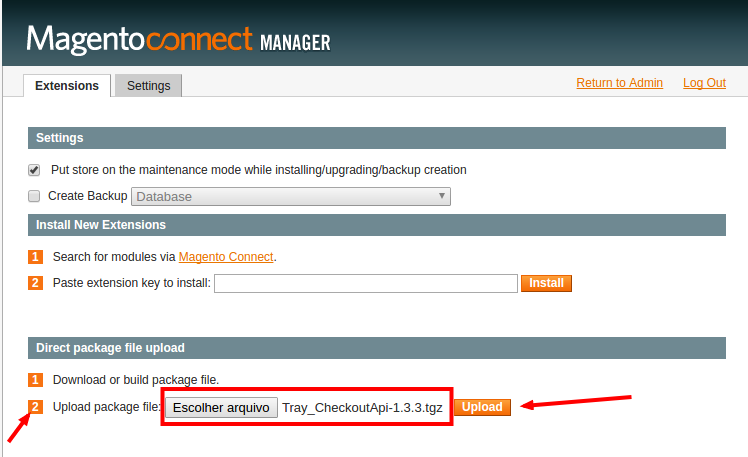 Magentoconnect MANAGER
Extensions Settings Return to Admin Log Out
Settings
Put store on the maintenance mode while installing/upgrading/backup creation
Create Backup Database
Install New Extensions
1 Search for modules via Magento Connect.
2 Paste extension key to install: Install
Direct package file upload
1 Download or build package file.
2 Upload package file: Escolher arquivo Tray_CheckoutApi-1.3.3.tgz Upload